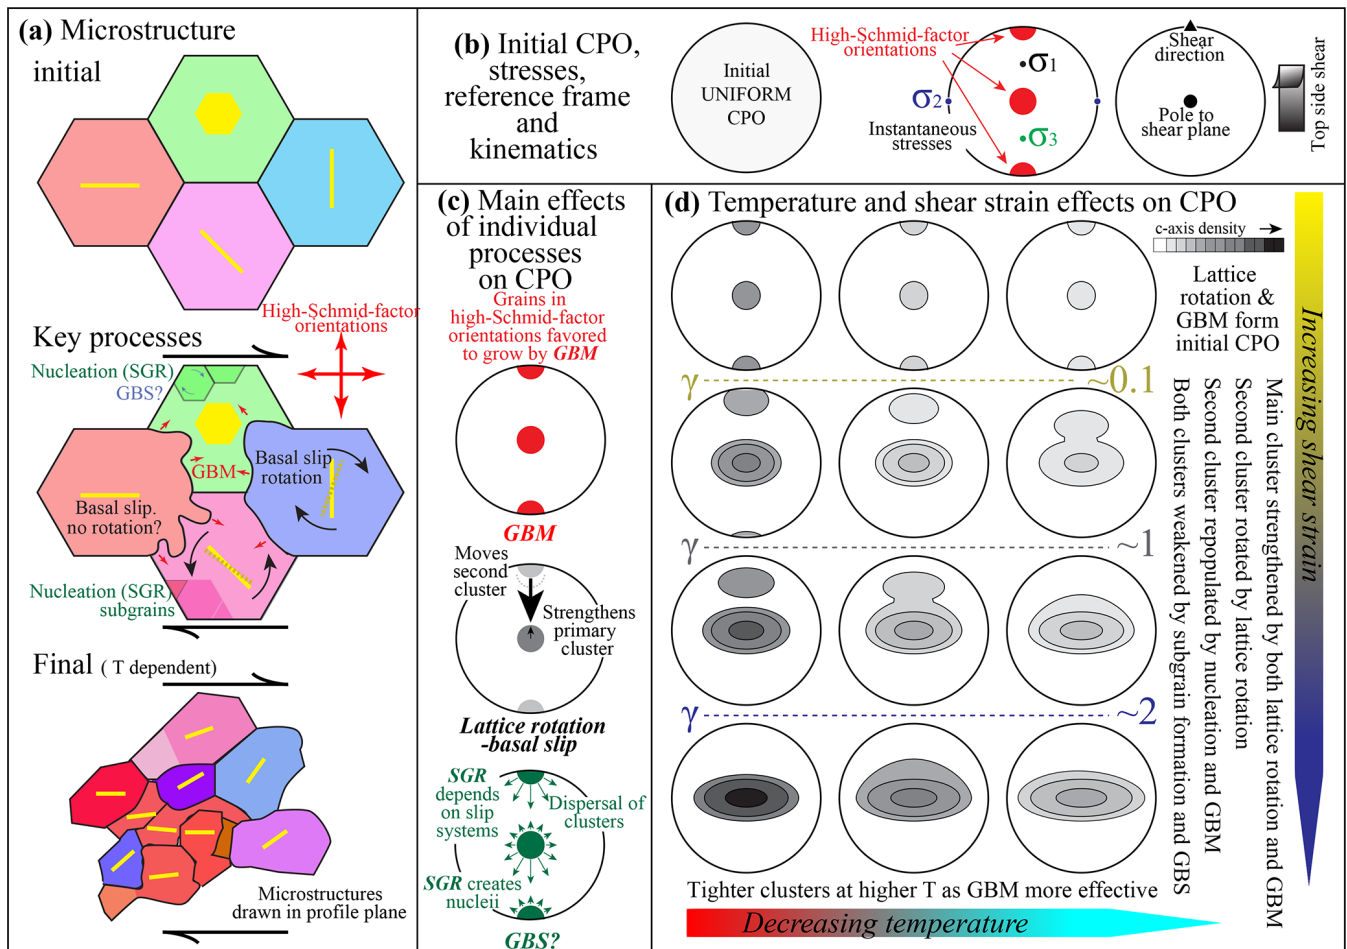 (a) Microstructure
initial
Key processes
High-Schmid-factor
orientations
Nucleation (SGR)
GBS?
GBM
Basal slip
rotation
Basal slip.
no rotation?
Nucleation (SGR)
subgrains
Final ( T dependent)
Microstructures
drawn in profile plane
(b) Initial CPO,
stresses,
reference frame
and
kinematics
Initial
UNIFORM
CPO
High-Schmid-factor
orientations
σ1
σ2
Instantaneous
stresses
σ3
Shear
direction
Pole to
shear plane
Top side shear
(c) Main effects
of individual
processes
on CPO
Grains in
high-Schmid-factor
orientations favored
to grow by GBM
GBM
Moves
second
cluster
Strengthens
primary
cluster
Lattice rotation
-basal slip
SGR
depends
on slip
systems
Dispersal of
clusters
SGR creates
nucleii
GBS?
(d) Temperature and shear strain effects on CPO
c-axis density
Lattice
rotation &
GBM form
initial CPO
γ ~0.1
γ ~1
γ ~2
Main cluster strengthened by both lattice rotation and GBM
Second cluster rotated by lattice rotation
Second cluster repopulated by nucleation and GBM
Both clusters weakened by subgrain formation and GBS
Increasing shear strain
Tighter clusters at higher T as GBM more effective
Decreasing temperature